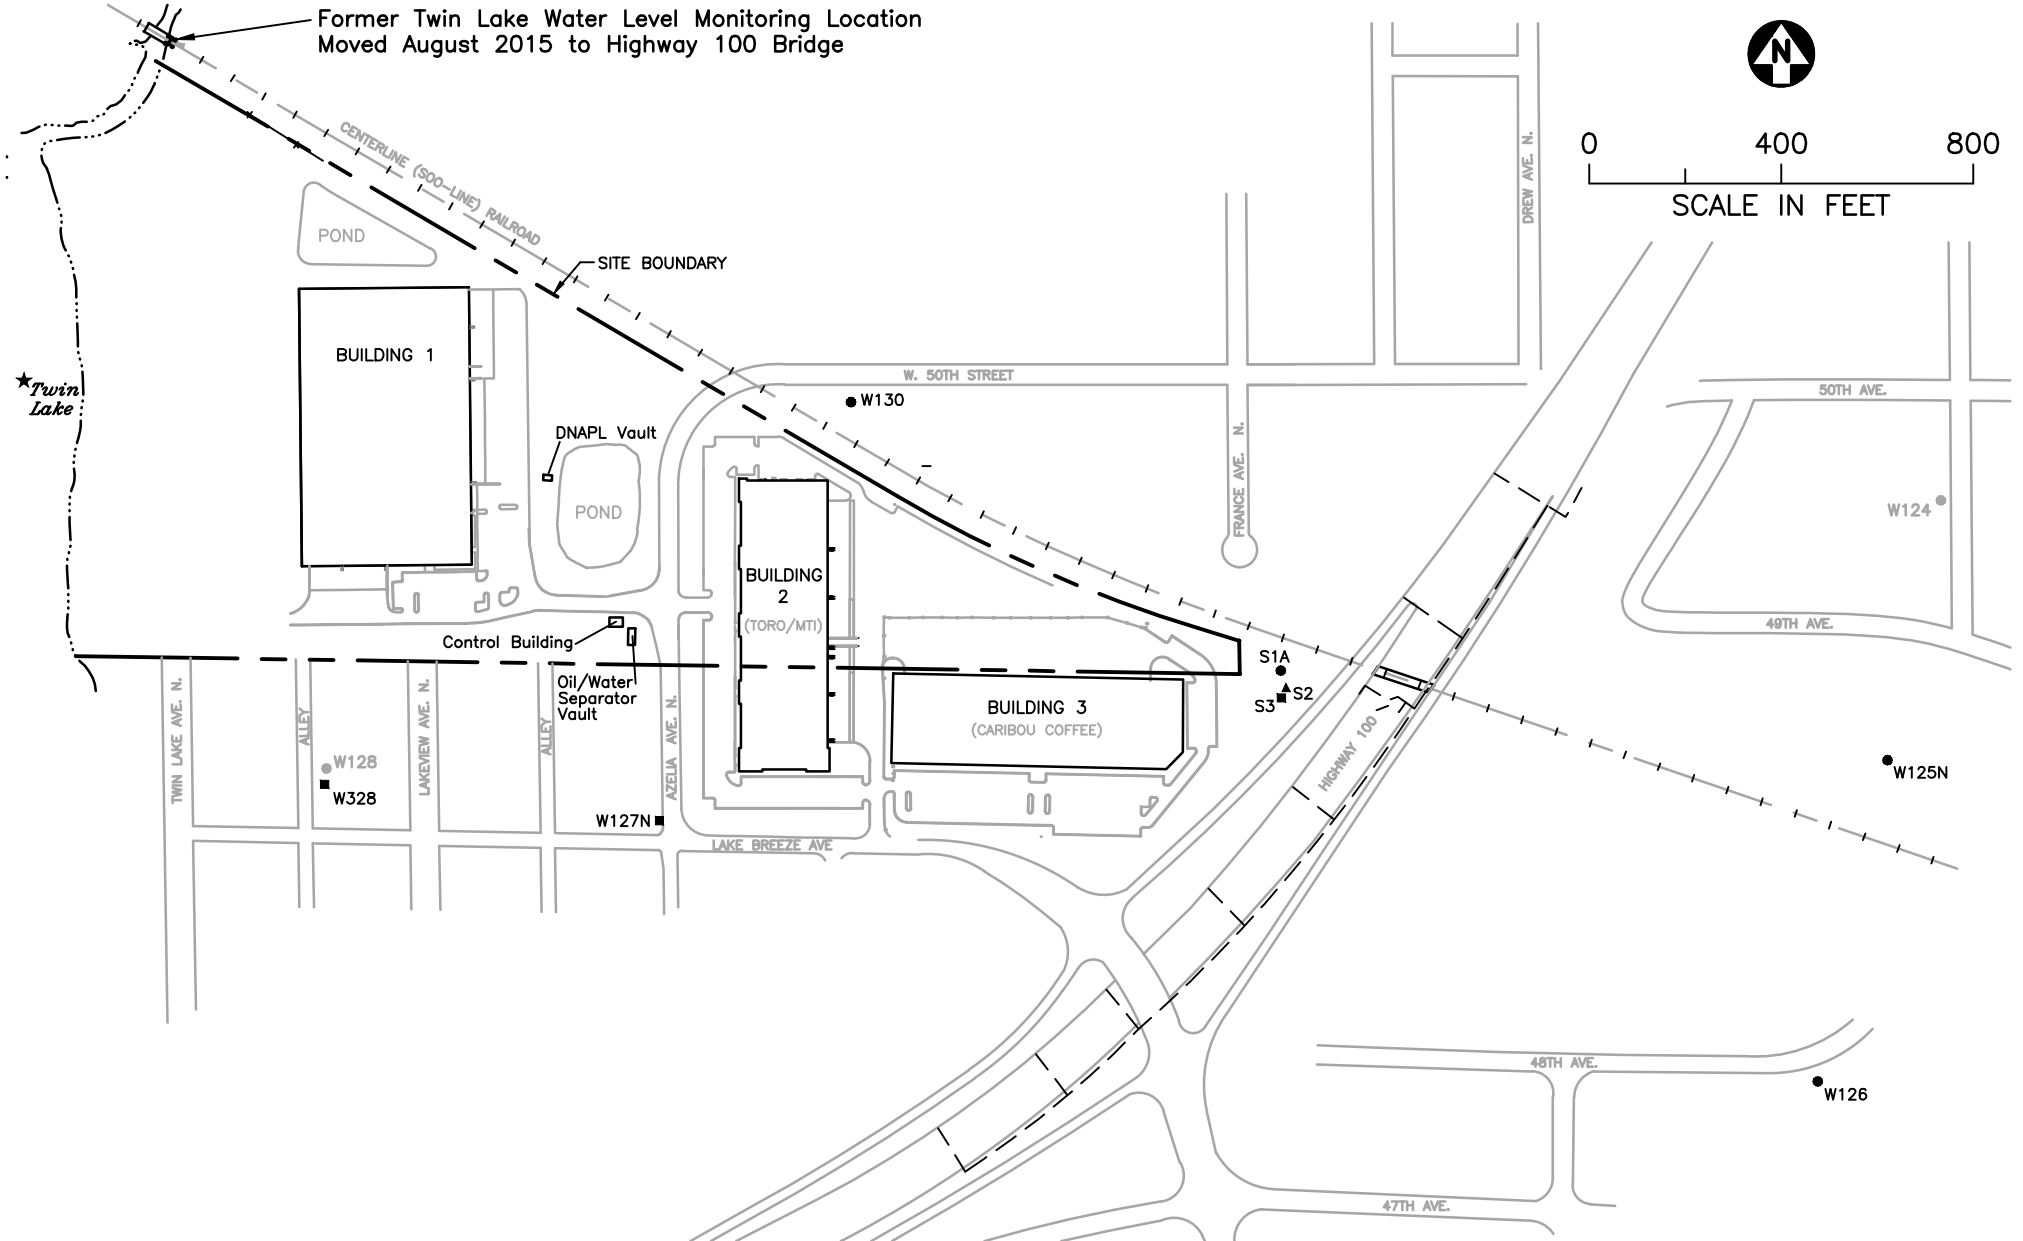 Former Twin Lake Water Level Monitoring Location
Moved August 2015 to Highway 100 Bridge
N
0 400 800
SCALE IN FEET
CENTERLINE (SOO-LINE) RAILROAD
DREW AVE. N.
POND
SITE BOUNDARY
BUILDING 1
Twin
Lake
W. 50TH STREET
W130
50TH AVE.
DNAPL Vault
FRANCE AVE. N.
POND
W124
BUILDING
2
(TORO/MTI)
49TH AVE.
Control Building
S1A
Oil/Water
Separator
Vault
S2
S3
BUILDING 3
(CARIBOU COFFEE)
TWIN LAKE AVE. N.
ALLEY
LAKEVIEW AVE. N.
ALLEY
AZELIA AVE. N.
HIGHWAY 100
W128
W328
W125N
W127N
LAKE BREEZE AVE
48TH AVE.
W126
47TH AVE.